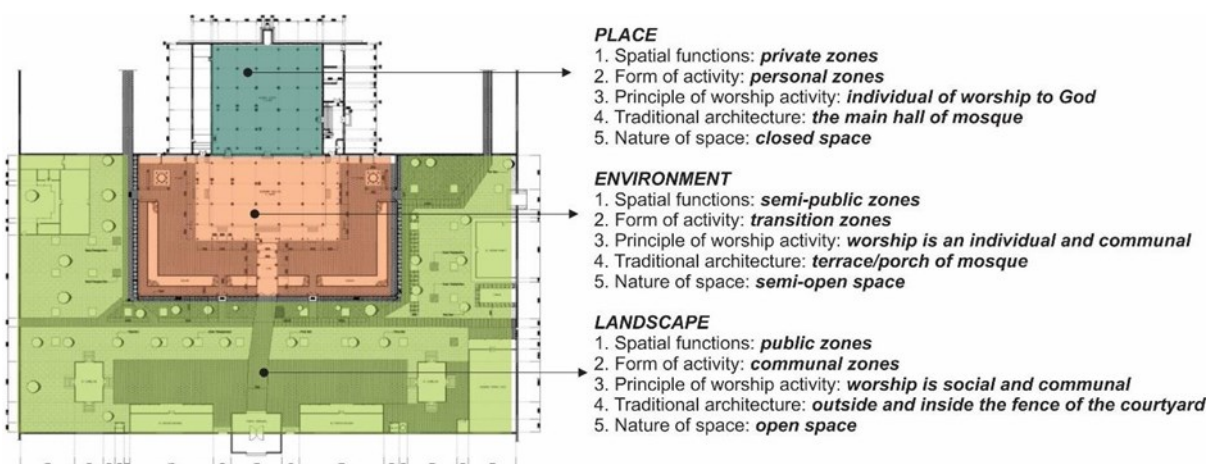 PLACE
1. Spatial functions: private zones
2. Form of activity: personal zones
3. Principle of worship activity: individual of worship to God
4. Traditional architecture: the main hall of mosque
5. Nature of space: closed space
ENVIRONMENT
1. Spatial functions: semi-public zones
2. Form of activity: transition zones
3. Principle of worship activity: worship is an individual and communal
4. Traditional architecture: terrace/porch of mosque
5. Nature of space: semi-open space
LANDSCAPE
1. Spatial functions: public zones
2. Form of activity: communal zones
3. Principle of worship activity: worship is social and communal
4. Traditional architecture: outside and inside the fence of the courtyard
5. Nature of space: open space